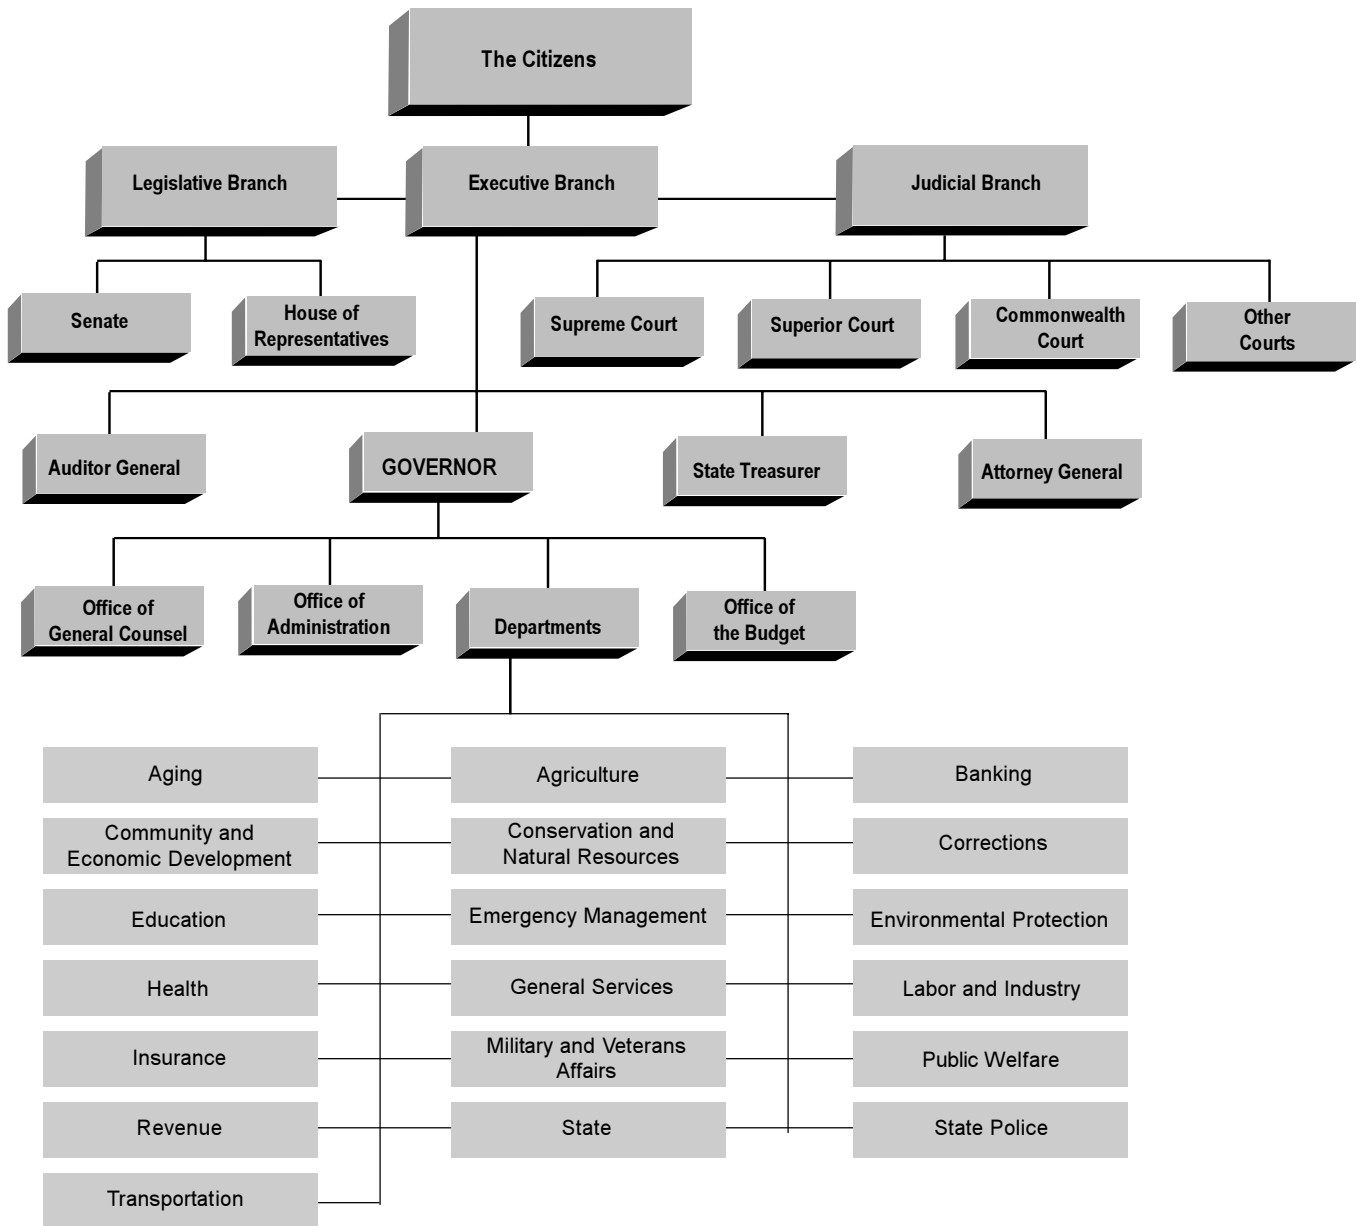 The Citizens
Legislative Branch
Executive Branch
Judicial Branch
Senate
House of
Representatives
Supreme Court
Superior Court
Commonwealth
Court
Other
Courts
Auditor General
GOVERNOR
State Treasurer
Attorney General
Office of
General Counsel
Office of
Administration
Departments
Office of
the Budget
Aging
Agriculture
Banking
Community and
Economic Development
Conservation and
Natural Resources
Corrections
Education
Emergency Management
Environmental Protection
Health
General Services
Labor and Industry
Insurance
Military and Veterans
Affairs
Public Welfare
Revenue
State
State Police
Transportation